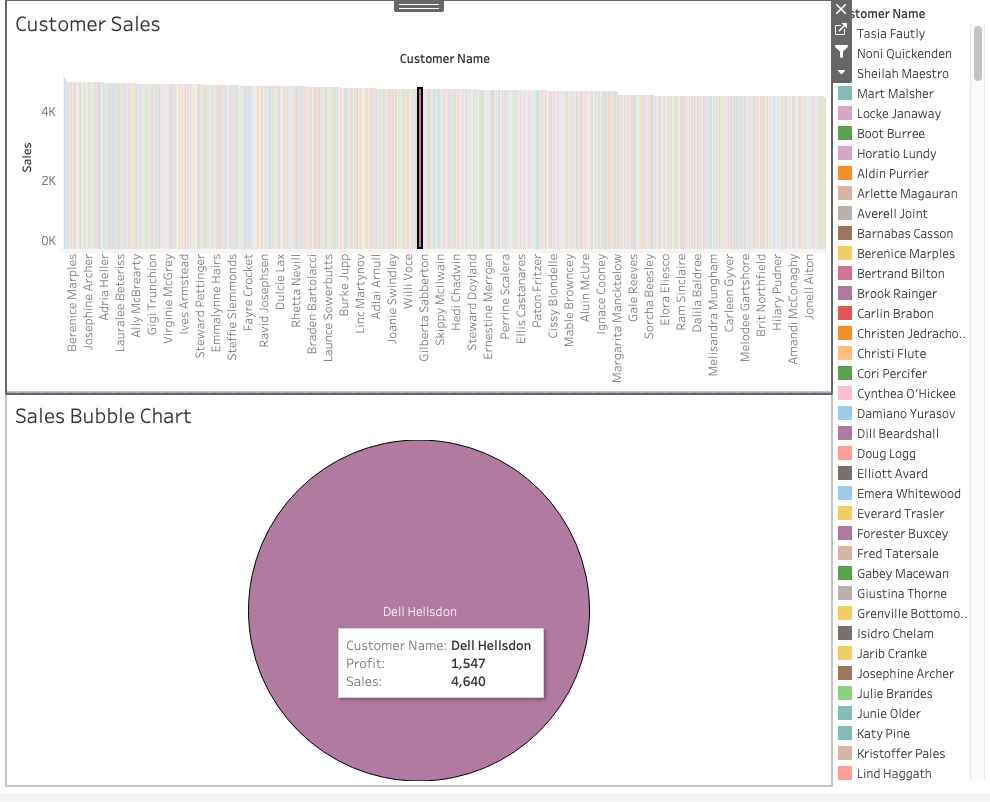 Customer Sales
Customer Name
Sales
4K
2K
0K
Berenice Marples
Josephine Archer
Adria Heller
Lauralee Beteriss
Ally McBrearty
Gigi Trunchion
Virginie McGrey
Ives Armstead
Steward Pettinger
Emmalynne Hairs
Steffie Slemmonds
Fayre Crocket
Ravid Josephsen
Dulcie Lax
Rhetta Nevill
Braden Bartolacci
Launce Sowerbutts
Burke Jupp
Linc Martynov
Adlai Arnull
Joanie Swindley
Willi Voce
Gilberta Sabberton
Skippy McIlwain
Hedi Chadwin
Steward Doyland
Ernestine Merrgen
Perrine Scalera
Ellis Castanares
Paton Fritzer
Cissy Blondelle
Mable Browncey
Aluin McUre
Ignace Cooney
Margarita Mancktelow
Gale Reeves
Sorcha Beesley
Elora Eliesco
Ram Sinclaire
Dalila Baldree
Melisandra Mungham
Carleen Gyver
Melodee Gartshore
Brit Northfield
Hilary Pudner
Amandi McConaghy
Jonell Aiton
Sales Bubble Chart
Dell Hellsdon
Customer Name: Dell Hellsdon
Profit: 1,547
Sales: 4,640
stomer Name
Tasia Fautly
Noni Quickenden
Sheilah Maestro
Mart Malsher
Locke Janaway
Boot Burree
Horatio Lundy
Aldin Purrier
Arlette Magauran
Averell Joint
Barnabas Casson
Berenice Marples
Bertrand Bilton
Brook Rainger
Carlin Brabon
Christen Jedracho..
Christi Flute
Cori Percifer
Cynthea O'Hickee
Damiano Yurasov
Dill Beardshall
Doug Logg
Elliott Avard
Emera Whitewood
Everard Trasler
Forester Buxcey
Fred Tatersale
Gabey Macewan
Giustina Thorne
Grenville Bottomo..
Isidro Chelam
Jarib Cranke
Josephine Archer
Julie Brandes
Junie Older
Katy Pine
Kristoffer Pales
Lind Haggath